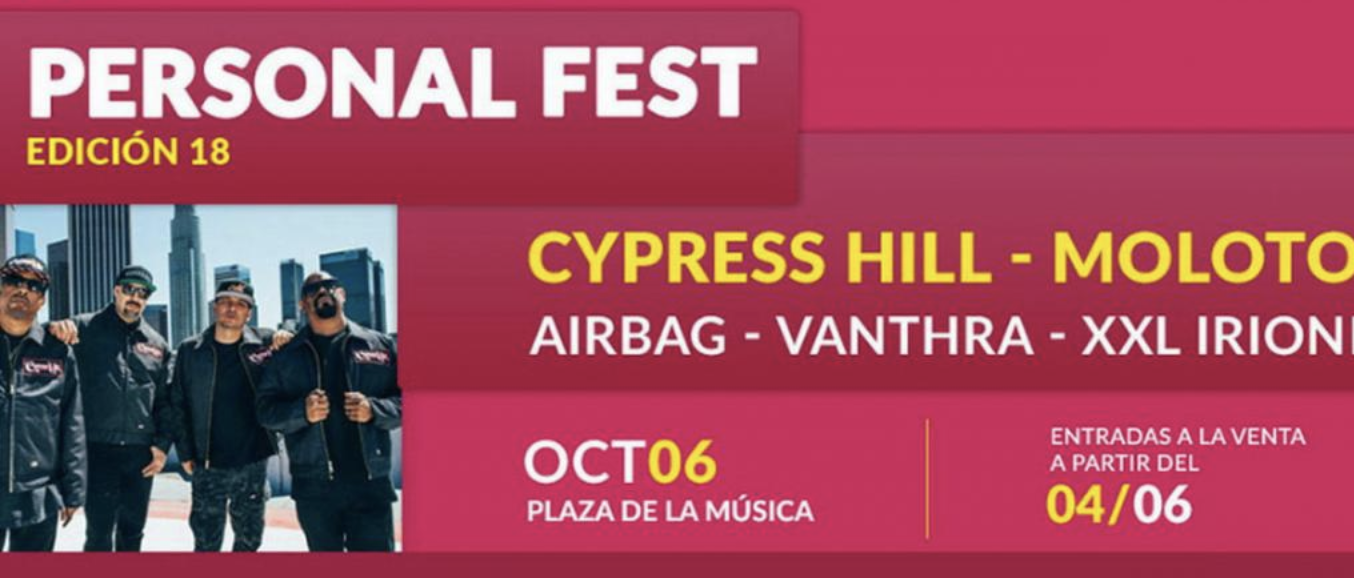 PERSONAL FEST
EDICIÓN 18
CYPRESS HILL - MOLOTO
AIRBAG - VANTHRA - XXL IRION
OCT06
PLAZA DE LA MÚSICA
ENTRADAS A LA VENTA
A PARTIR DEL
04/06